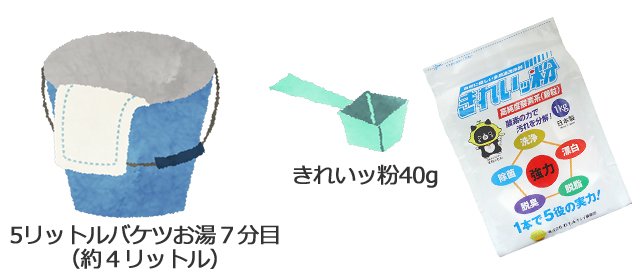 5リットルバケツお湯７分目
（約４リットル）
きれいッ粉40g
きれいッ粉
高純度酸素系（顆粒）
酸素の力で
汚れを分解！
1kg
日本製
洗浄
除菌
漂白
強力
脱臭
脱脂
1本で5役の実力！